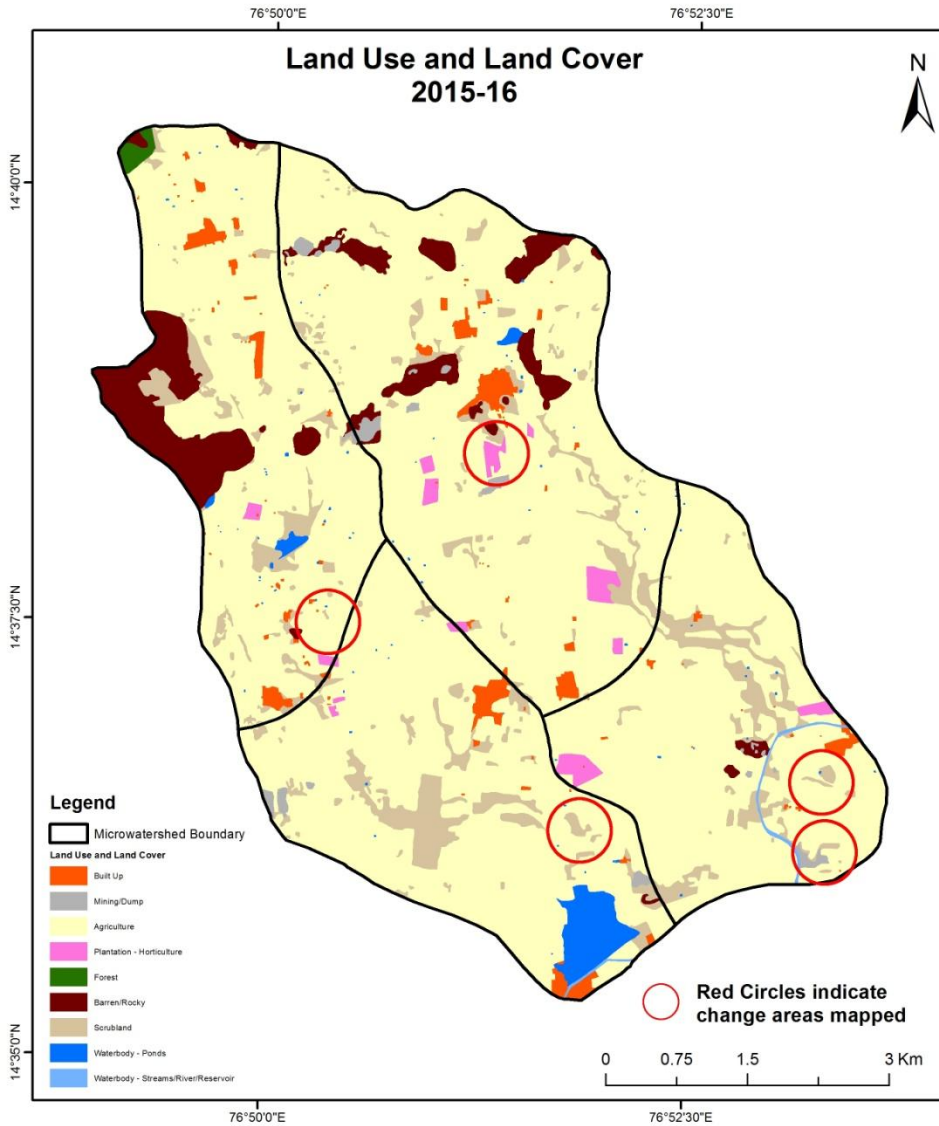 76°50'0"E
76°52'30"E
Land Use and Land Cover
2015-16
N
14°40'0"N
14°37'30"N
14°35'0"N
Legend
Microwatershed Boundary
Land Use and Land Cover
Built Up
Mining/Dump
Agriculture
Plantation - Horticulture
Forest
Barren/Rocky
Scrubland
Waterbody - Ponds
Waterbody - Streams/River/Reservoir
Red Circles indicate
change areas mapped
0 0.75 1.5 3 Km
76°50'0"E
76°52'30"E